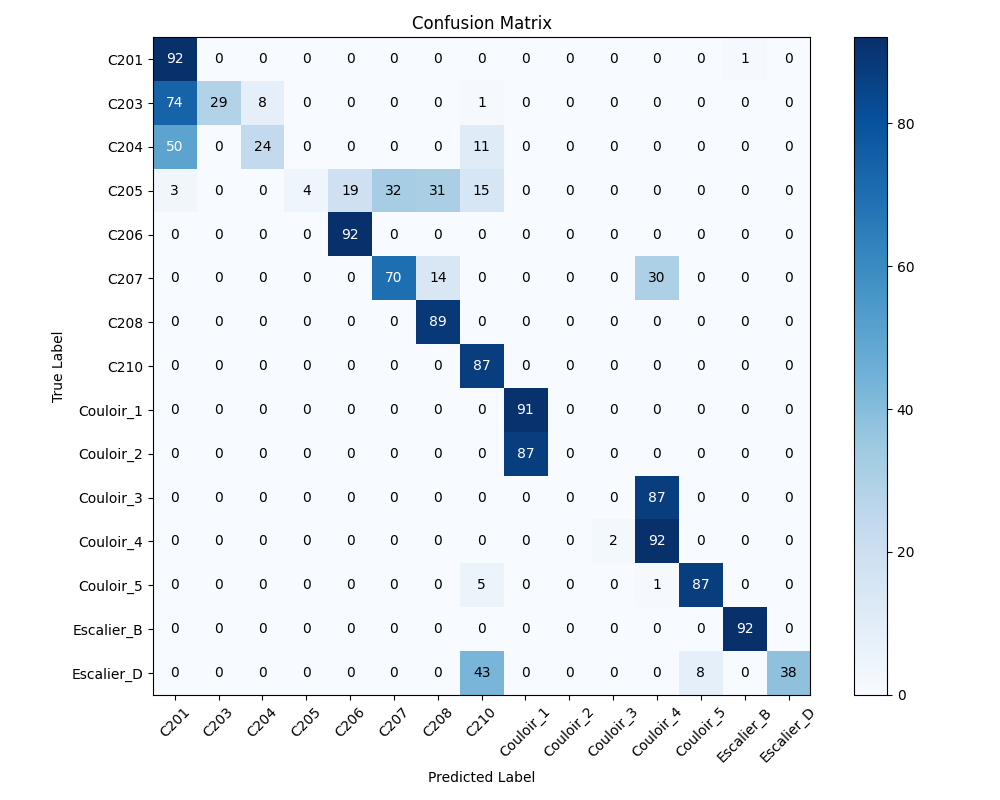 Confusion Matrix
True Label
C201 92 0 0 0 0 0 0 0 0 0 0 0 0 1 0
C203 74 29 8 0 0 0 0 1 0 0 0 0 0 0 0
C204 50 0 24 0 0 0 0 11 0 0 0 0 0 0 0
C205 3 0 0 4 19 32 31 15 0 0 0 0 0 0 0
C206 0 0 0 0 92 0 0 0 0 0 0 0 0 0 0
C207 0 0 0 0 0 70 14 0 0 0 0 30 0 0 0
C208 0 0 0 0 0 0 89 0 0 0 0 0 0 0 0
C210 0 0 0 0 0 0 0 87 0 0 0 0 0 0 0
Couloir_1 0 0 0 0 0 0 0 0 91 0 0 0 0 0 0
Couloir_2 0 0 0 0 0 0 0 0 87 0 0 0 0 0 0
Couloir_3 0 0 0 0 0 0 0 0 0 0 0 87 0 0 0
Couloir_4 0 0 0 0 0 0 0 0 0 0 2 92 0 0 0
Couloir_5 0 0 0 0 0 0 0 5 0 0 0 1 87 0 0
Escalier_B 0 0 0 0 0 0 0 0 0 0 0 0 0 92 0
Escalier_D 0 0 0 0 0 0 0 43 0 0 0 0 8 0 38
C201 C203 C204 C205 C206 C207 C208 C210 Couloir_1 Couloir_2 Couloir_3 Couloir_4 Couloir_5 Escalier_B Escalier_D
Predicted Label
80
60
40
20
0